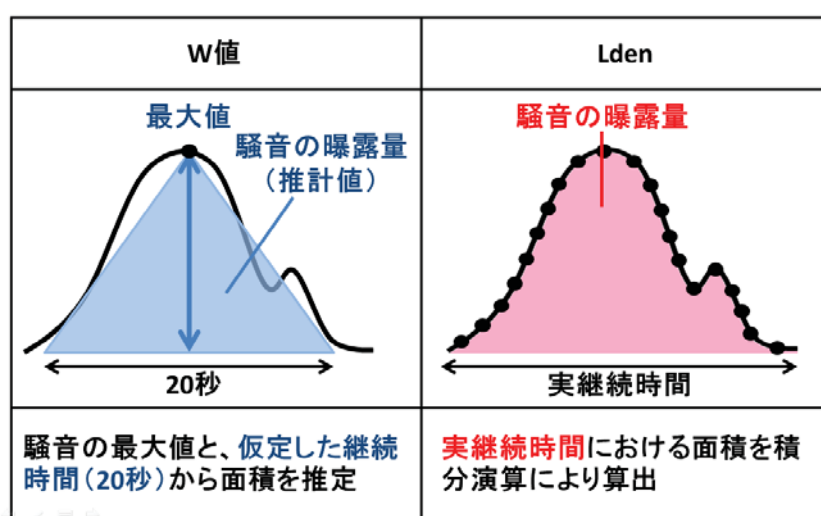 W値
Lden
最大値
騒音の曝露量
（推計値）
20秒
騒音の曝露量
実継続時間
騒音の最大値と、仮定した継続
時間（20秒）から面積を推定
実継続時間における面積を積
分演算により算出